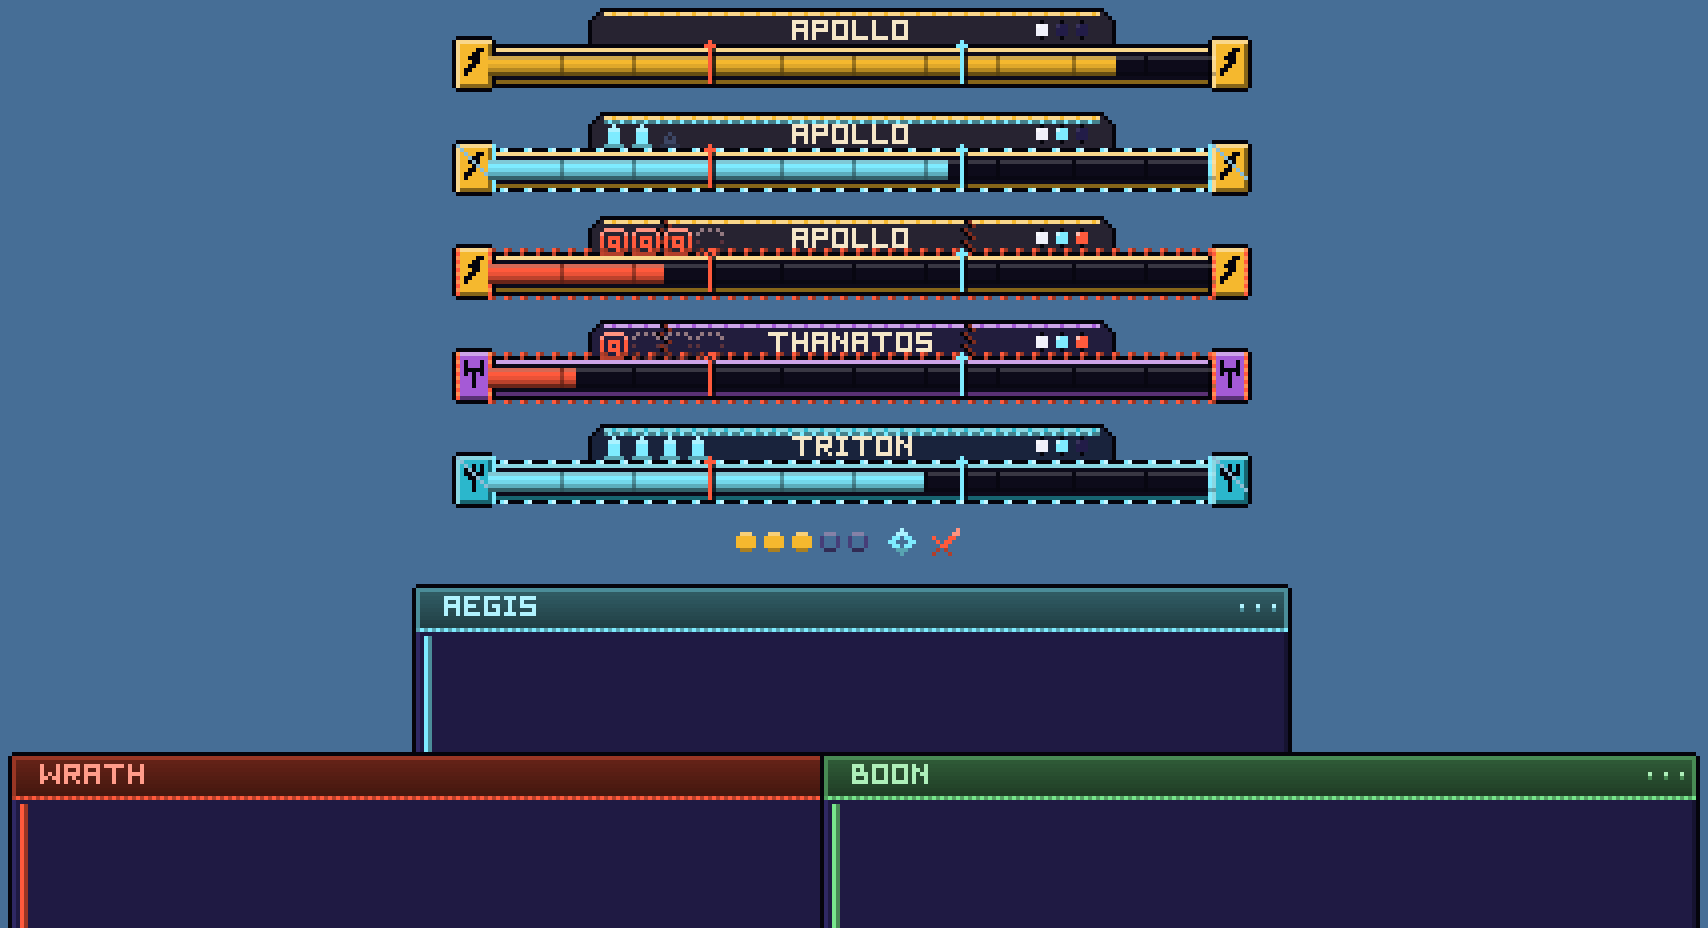 APOLLO
APOLLO
APOLLO
THANATOS
TRITON
AEGIS ...
WRATH
BOON ...